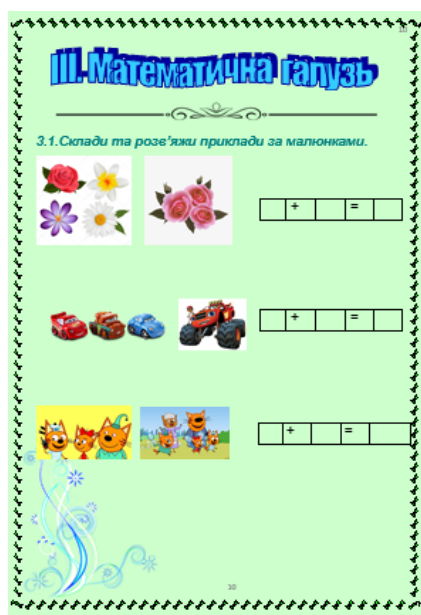 ІІІ.Математична галузь
3.1.Склади та розв'яжи приклади за малюнками.
+ =
+ =
+ =
10